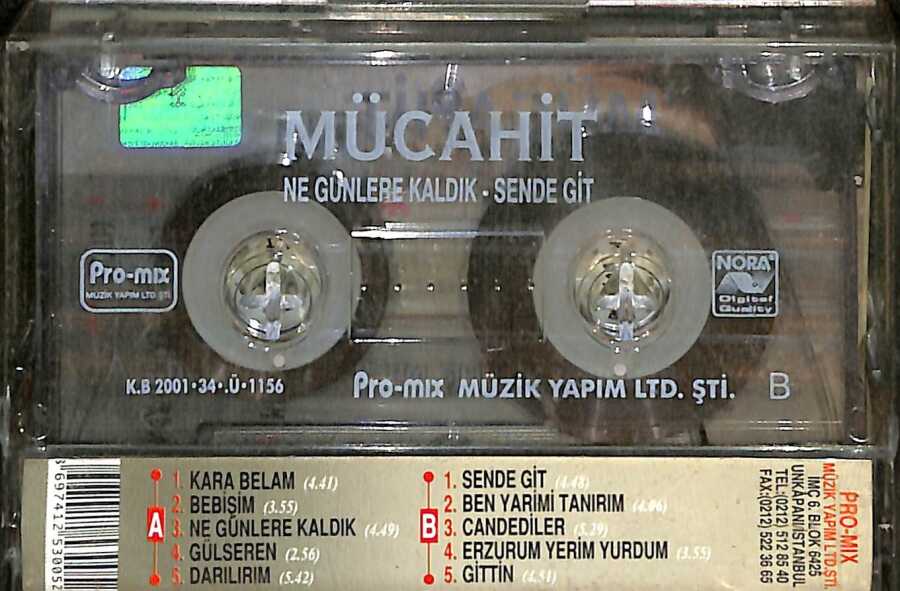 MÜCAHİT
NE GÜNLERE KALDIK · SENDE GİT
Pro-mıx
MÜZİK YAPIM LTD ŞTİ
NORA
Digital
Quality
K.B 2001·34·.Ü·1156
Pro-mıx MÜZİK YAPIM LTD. ŞTİ.
B
A
1. KARA BELAM (4.41)
2. BEBİŞİM (3.55)
3. NE GÜNLERE KALDIK (4.49)
4. GÜLSEREN (2.56)
5. DARILIRIM (5.42)
B
1. SENDE GİT (4.48)
2. BEN YARİMİ TANIRIM (4.06)
3. CANDEDİLER (5.29)
4. ERZURUM YERİM YURDUM (3.55)
5. GİTTİN (4.51)
PRO-MIX
MÜZİK YAPIM LTD.ŞTİ.
İMÇ 6. BLOK 6425
UNKAPANI/İSTANBUL
TEL:(0212) 512 85 40
FAX:(0212) 522 36 65